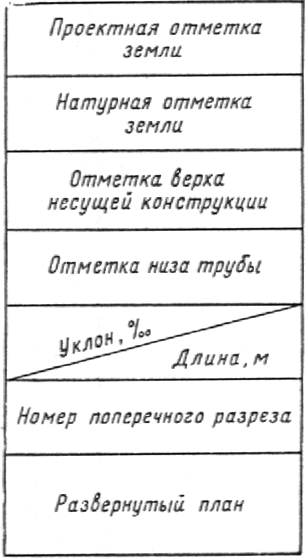 Проектная отметка
земли
Натурная отметка
земли
Отметка верха
несущей конструкции
Отметка низа трубы
Уклон, ‰
Длина, м
Номер поперечного разреза
Развернутый план